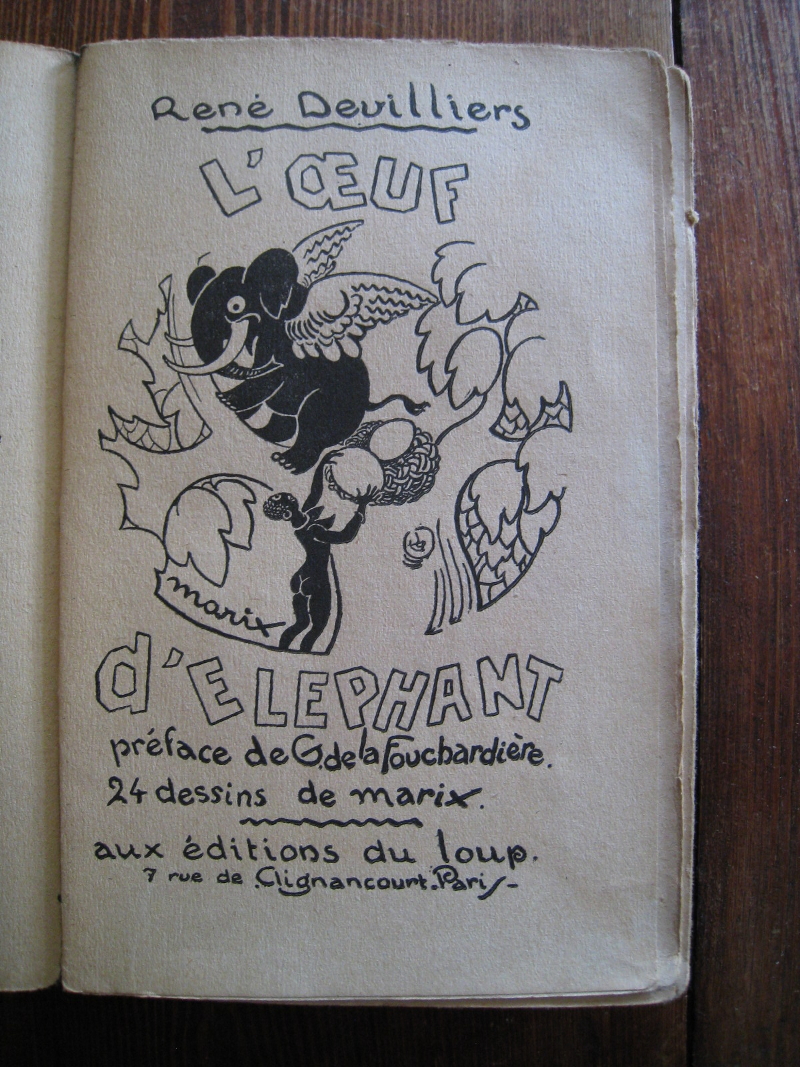 René Devilliers
L'ŒUF
marix
d'ELEPHANT
préface de G. de la Fouchardière.
24 dessins de marix.
aux éditions du loup.
7 rue de Clignancourt. Paris-